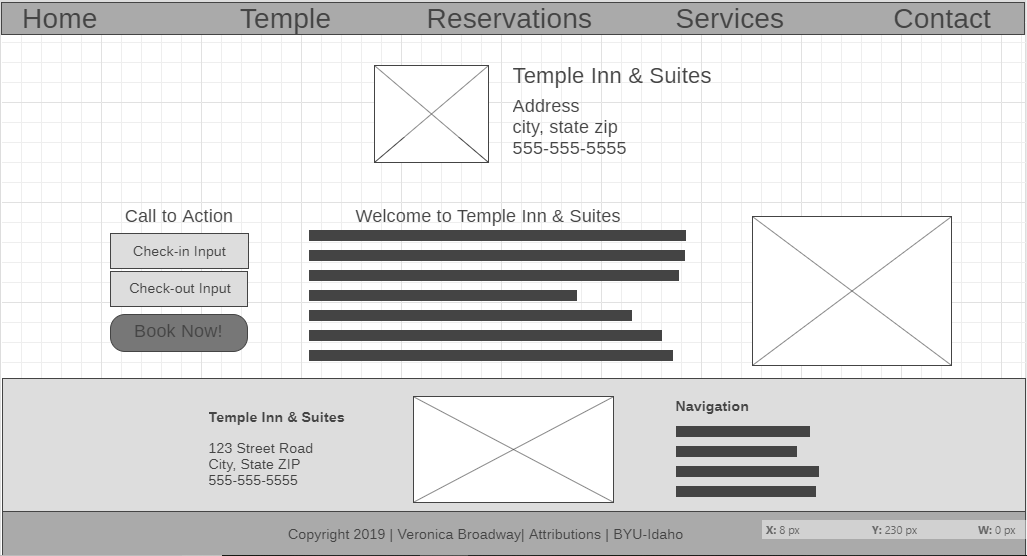 Home Temple Reservations Services Contact
Temple Inn & Suites
Address
city, state zip
555-555-5555
Call to Action
Check-in Input
Check-out Input
Book Now!
Welcome to Temple Inn & Suites
Temple Inn & Suites
123 Street Road
City, State ZIP
555-555-5555
Navigation
Copyright 2019 | Veronica Broadway| Attributions | BYU-Idaho
X: 8 px Y: 230 px W: 0 px